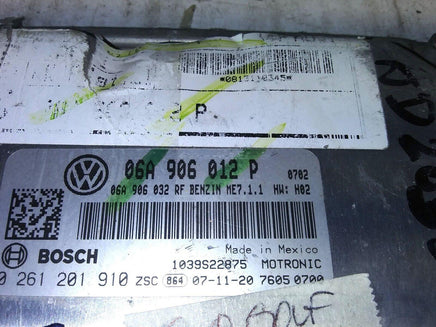 *0813110345*
P
06A 906 012 P 0702
06A 906 032 RF BENZIN ME7.1.1 HW: H02
Made in Mexico
BOSCH
1039S22875 MOTRONIC
0 261 201 910 ZSC 864 07-11-20 7605 0700